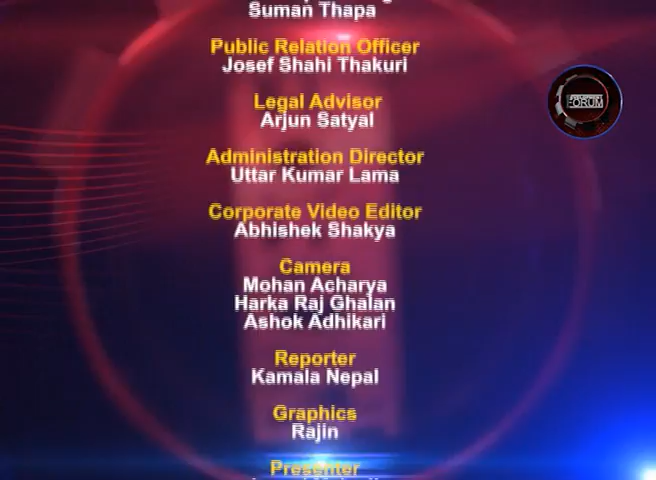 Suman Thapa
Public Relation Officer
Josef Shahi Thakuri
FORUM
Legal Advisor
Arjun Satyal
Administration Director
Uttar Kumar Lama
Corporate Video Editor
Abhishek Shakya
Camera
Mohan Acharya
Harka Raj Ghalan
Ashok Adhikari
Reporter
Kamala Nepal
Graphics
Rajin
Presenter